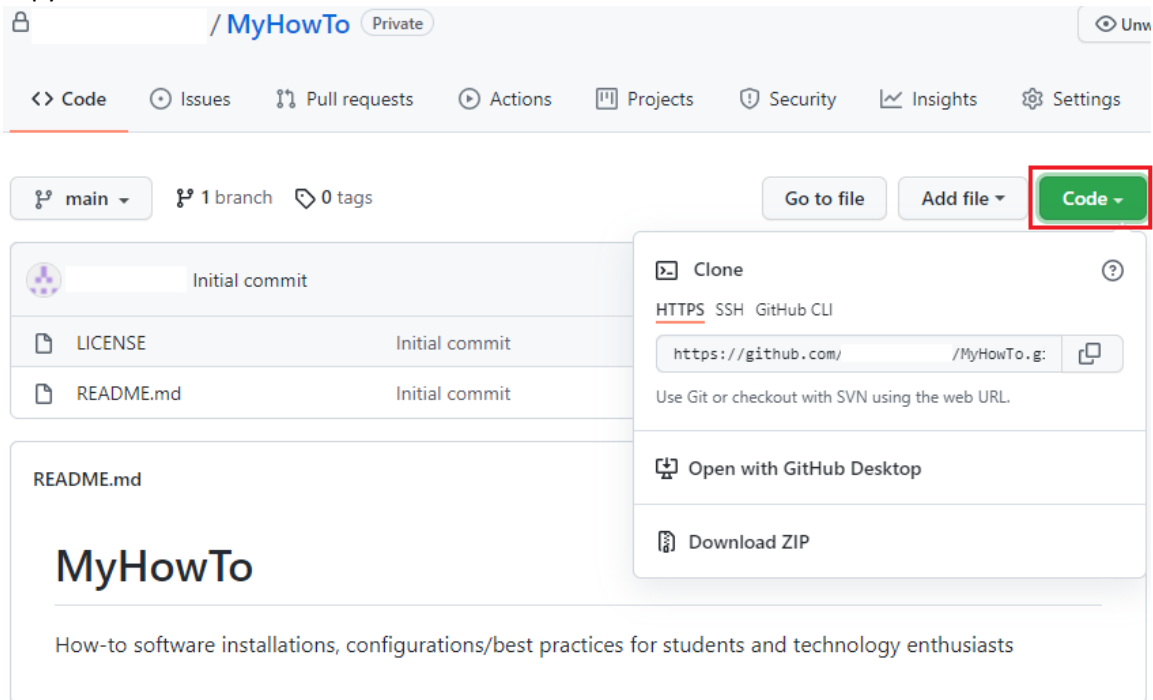 / MyHowTo Private
<> Code Issues Pull requests Actions Projects Security Insights Settings
main 1 branch 0 tags Go to file Add file Code
Initial commit
LICENSE Initial commit
README.md Initial commit
Clone
HTTPS SSH GitHub CLI
https://github.com/ /MyHowTo.g
Use Git or checkout with SVN using the web URL.
Open with GitHub Desktop
Download ZIP
README.md
MyHowTo
How-to software installations, configurations/best practices for students and technology enthusiasts